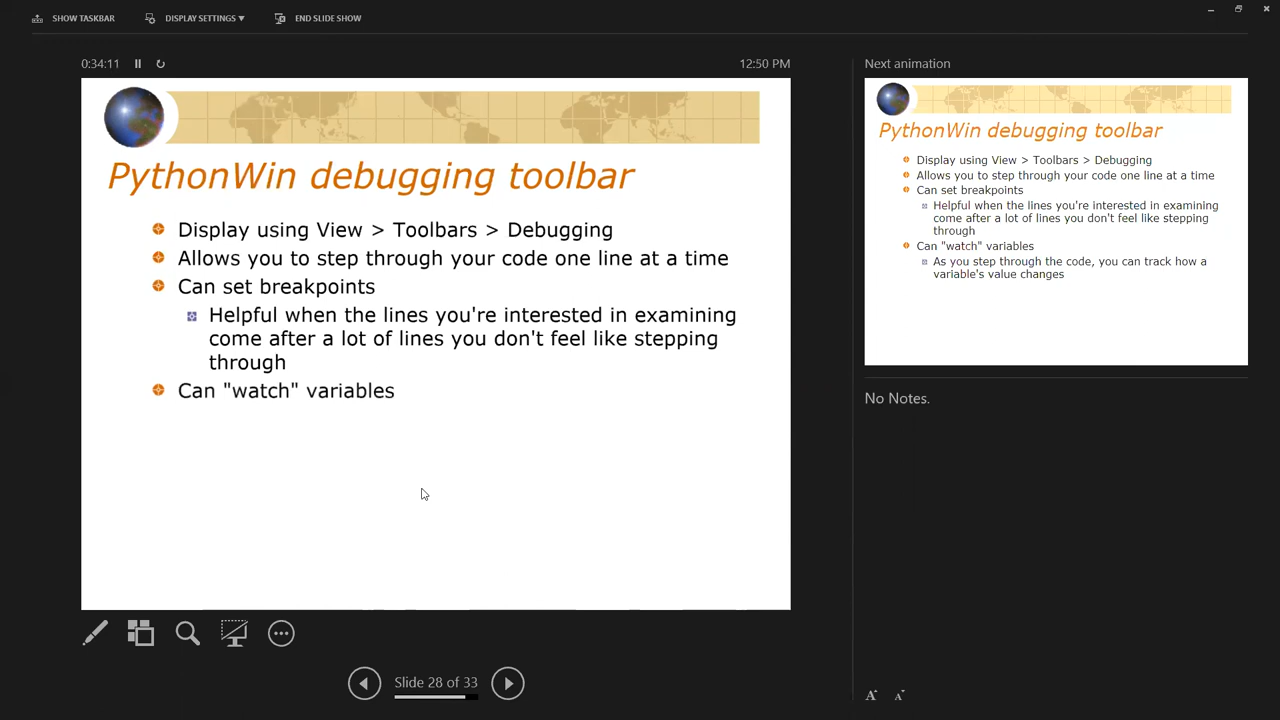 SHOW TASKBAR
DISPLAY SETTINGS ▼
END SLIDE SHOW
0:34:11
12:50 PM
PythonWin debugging toolbar
Display using View > Toolbars > Debugging
Allows you to step through your code one line at a time
Can set breakpoints
Helpful when the lines you're interested in examining
come after a lot of lines you don't feel like stepping
through
Can "watch" variables
Slide 28 of 33
Next animation
PythonWin debugging toolbar
Display using View > Toolbars > Debugging
Allows you to step through your code one line at a time
Can set breakpoints
Helpful when the lines you're interested in examining
come after a lot of lines you don't feel like stepping
through
Can "watch" variables
As you step through the code, you can track how a
variable's value changes
No Notes.
A A